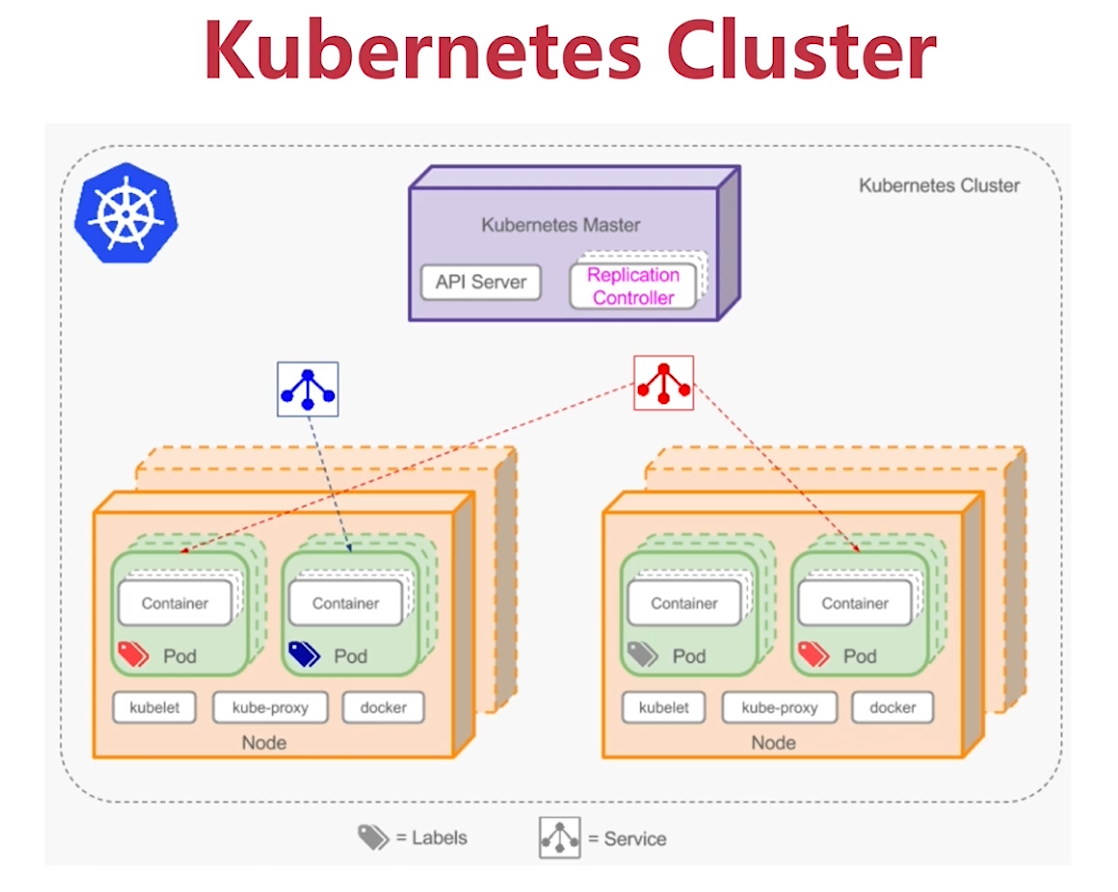 Kubernetes Cluster
Kubernetes Cluster
Kubernetes Master
API Server
Replication
Controller
Container
Pod
Container
Pod
kubelet
kube-proxy
docker
Node
Container
Pod
Container
Pod
kubelet
kube-proxy
docker
Node
= Labels
= Service